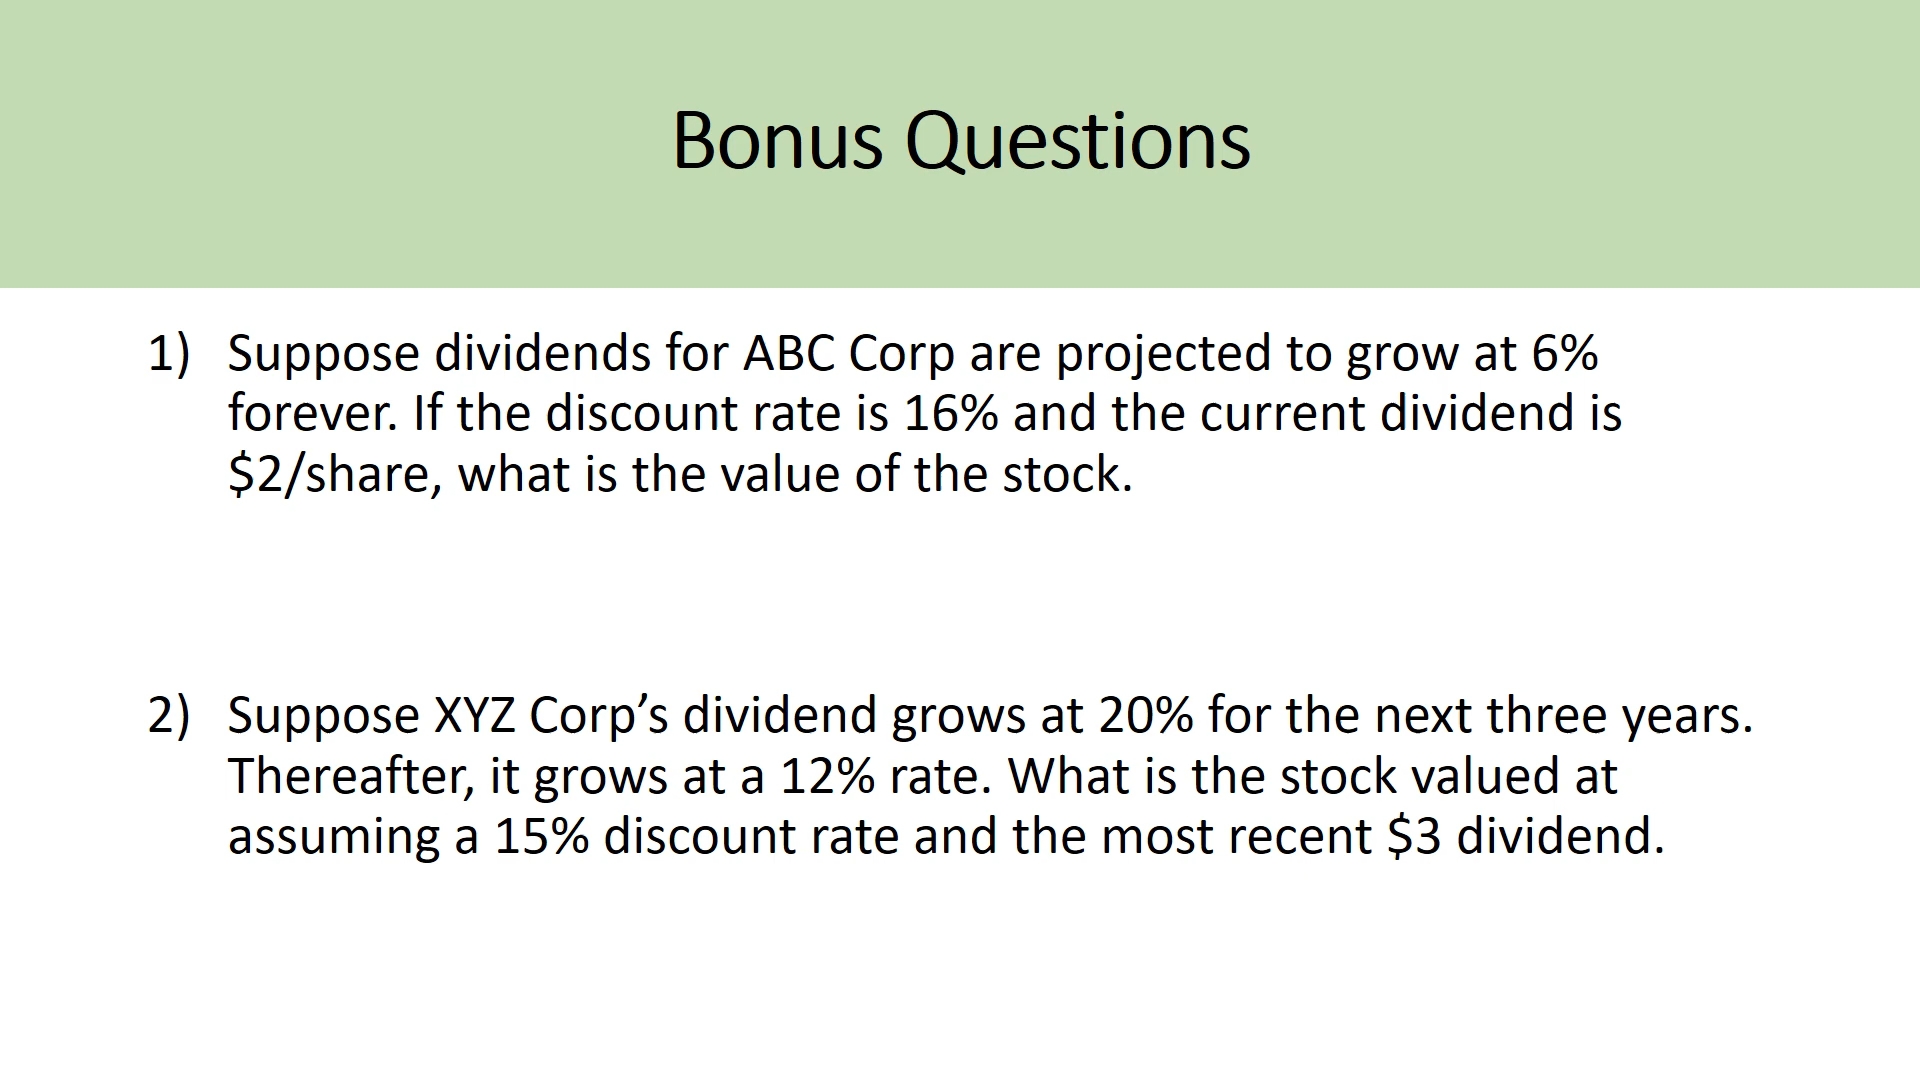 Bonus Questions
1) Suppose dividends for ABC Corp are projected to grow at 6%
forever. If the discount rate is 16% and the current dividend is
$2/share, what is the value of the stock.
2) Suppose XYZ Corp’s dividend grows at 20% for the next three years.
Thereafter, it grows at a 12% rate. What is the stock valued at
assuming a 15% discount rate and the most recent $3 dividend.